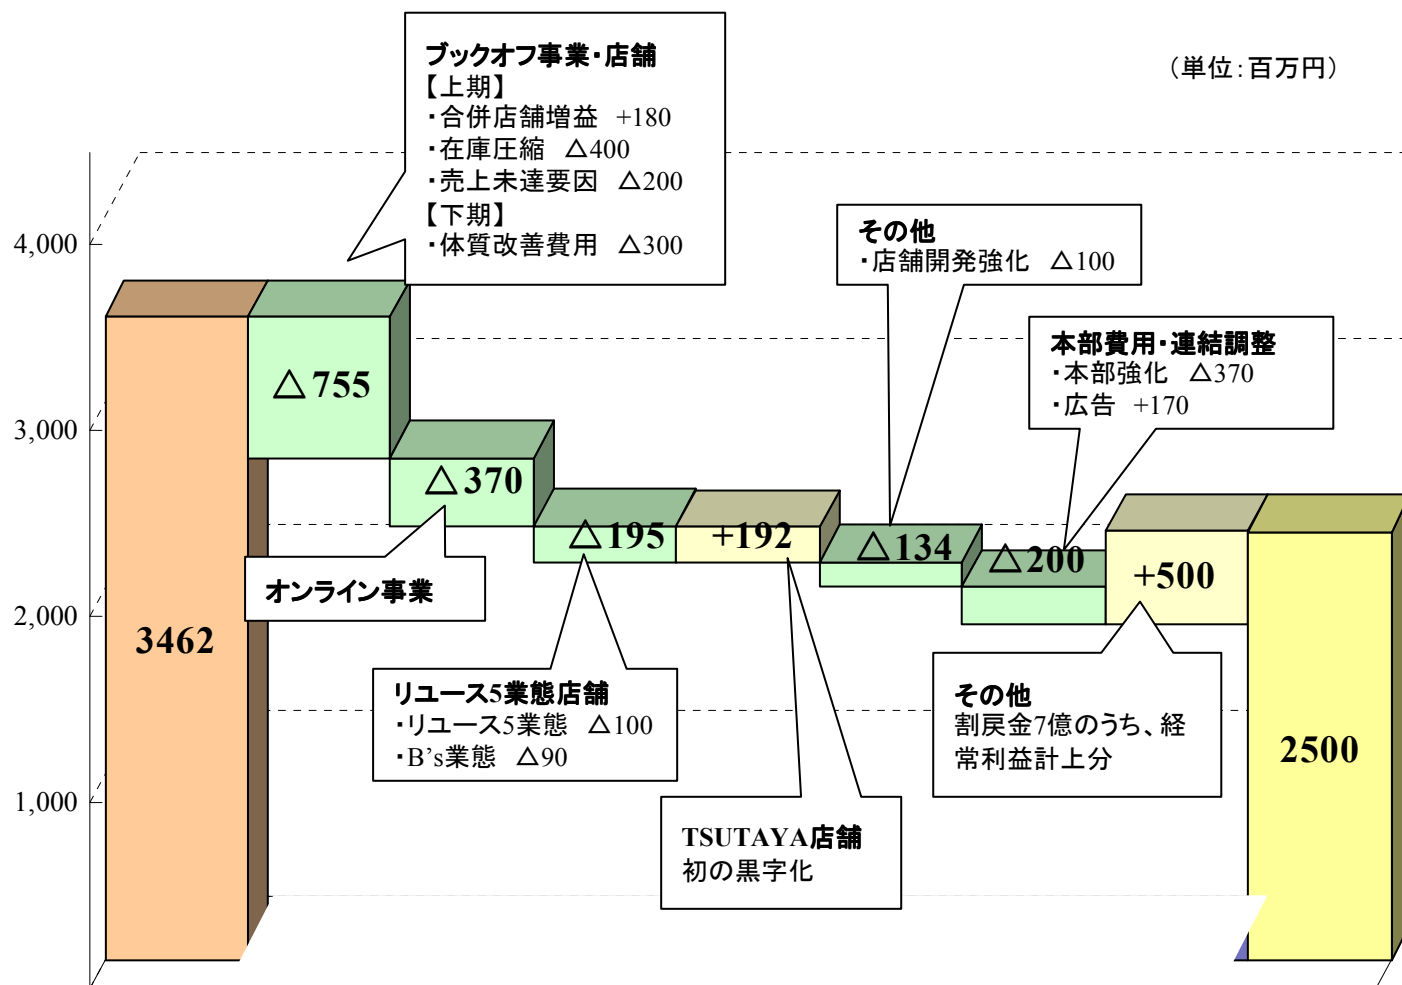 ブックオフ事業・店舗
【上期】
・合併店舗増益 +180
・在庫圧縮 △400
・売上未達要因 △200
【下期】
・体質改善費用 △300
（単位：百万円）
その他
・店舗開発強化 △100
本部費用・連結調整
・本部強化 △370
・広告 +170
4,000
3,000
2,000
1,000
3462
△755
△370
△195
+192
△134
△200
+500
2500
オンライン事業
リユース5業態店舗
・リユース5業態 △100
・B's業態 △90
TSUTAYA店舗
初の黒字化
その他
割戻金7億のうち、経
常利益計上分